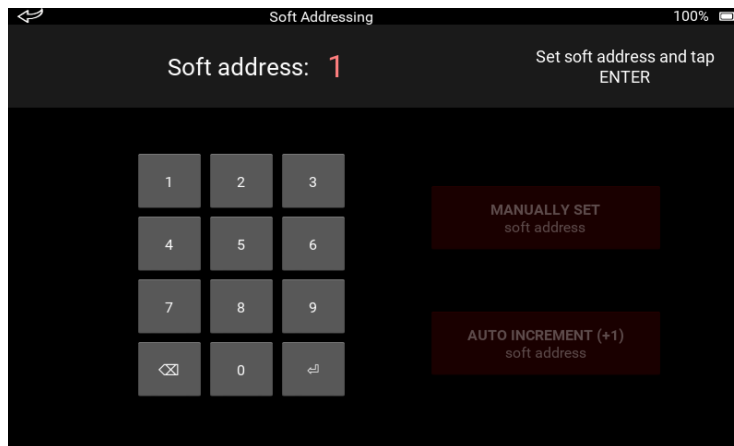 Soft Addressing
100%
Soft address: 1
Set soft address and tap
ENTER
1 2 3
4 5 6
7 8 9
0
MANUALLY SET
soft address
AUTO INCREMENT (+1)
soft address